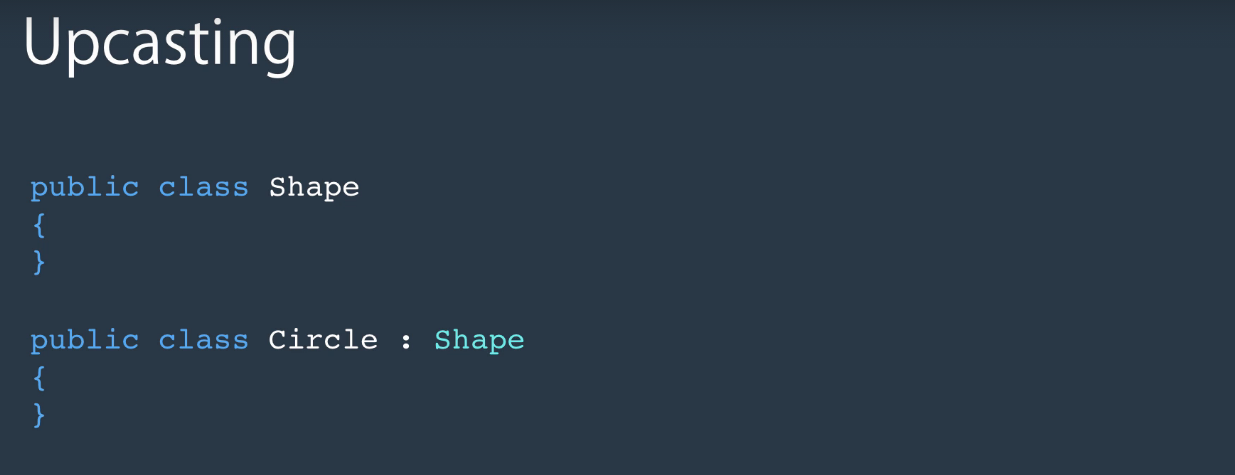 Upcasting
public class Shape
{
}
public class Circle : Shape
{
}